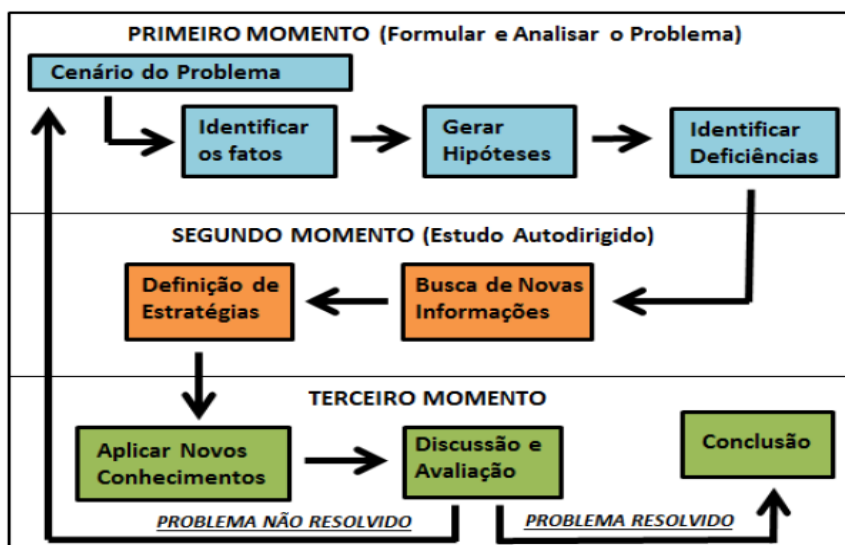 PRIMEIRO MOMENTO (Formular e Analisar o Problema)
Cenário do Problema
Identificar
os fatos
Gerar
Hipóteses
Identificar
Deficiências
SEGUNDO MOMENTO (Estudo Autodirigido)
Definição de
Estratégias
Busca de Novas
Informações
TERCEIRO MOMENTO
Aplicar Novos
Conhecimentos
Discussão e
Avaliação
Conclusão
PROBLEMA NÃO RESOLVIDO
PROBLEMA RESOLVIDO